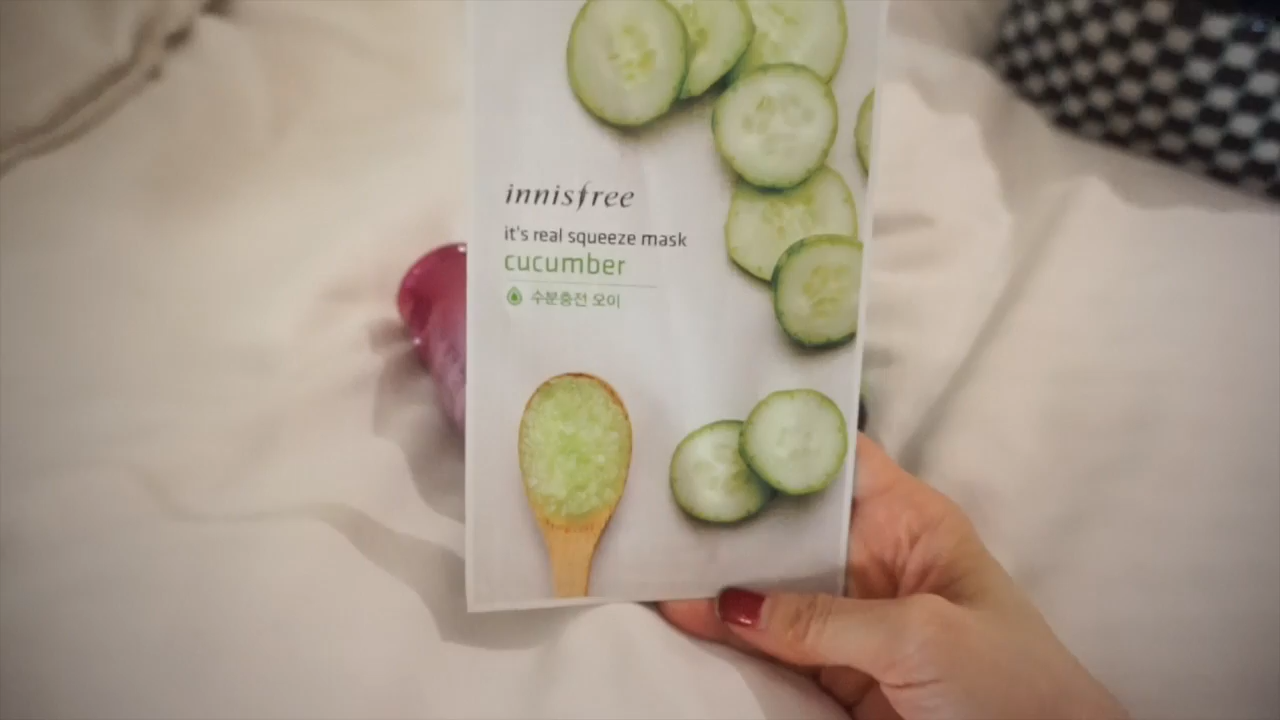 innisfree
it's real squeeze mask
cucumber
수분충전 오이